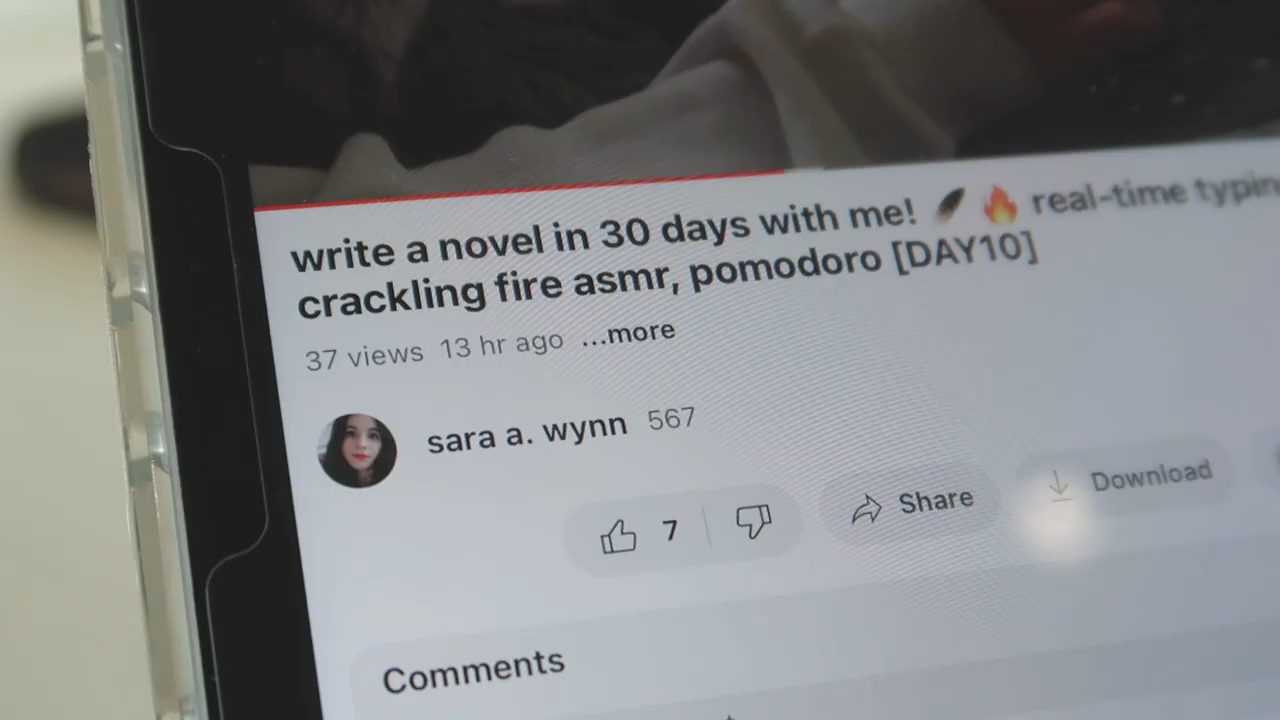 write a novel in 30 days with me! 🪶 🔥 real-time typin
crackling fire asmr, pomodoro [DAY10]
37 views 13 hr ago ...more
sara a. wynn 567
7 Share Download
Comments